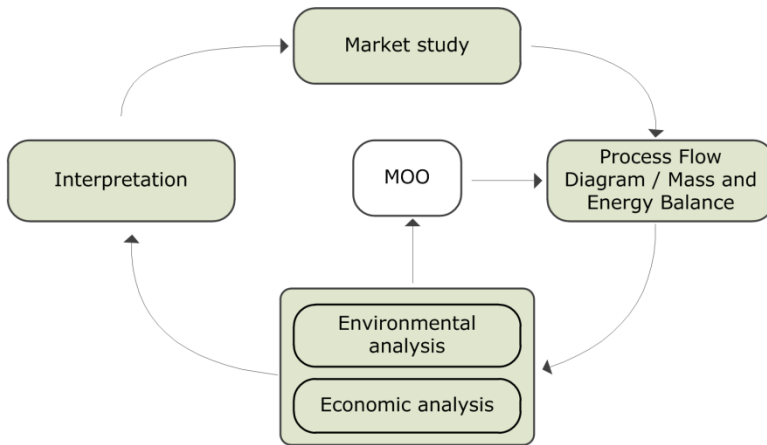 Market study
Interpretation
MOO
Process Flow
Diagram / Mass and
Energy Balance
Environmental
analysis
Economic analysis